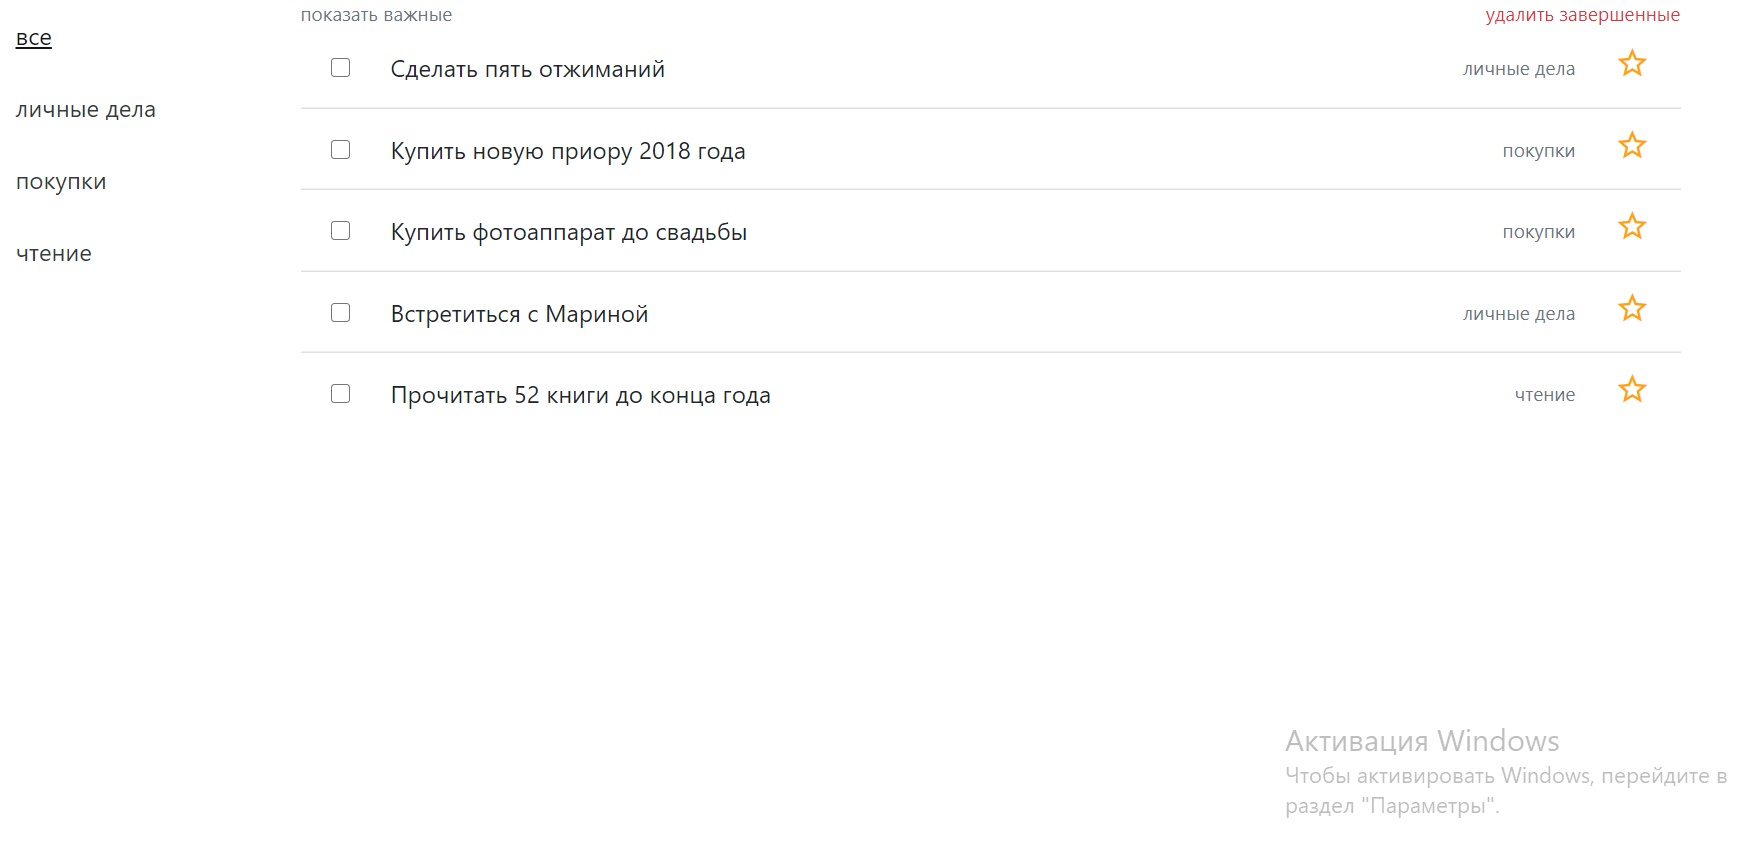 все
личные дела
покупки
чтение
показать важные
удалить завершенные
Сделать пять отжиманий
личные дела
Купить новую приору 2018 года
покупки
Купить фотоаппарат до свадьбы
покупки
Встретиться с Мариной
личные дела
Прочитать 52 книги до конца года
чтение
Активация Windows
Чтобы активировать Windows, перейдите в
раздел "Параметры".